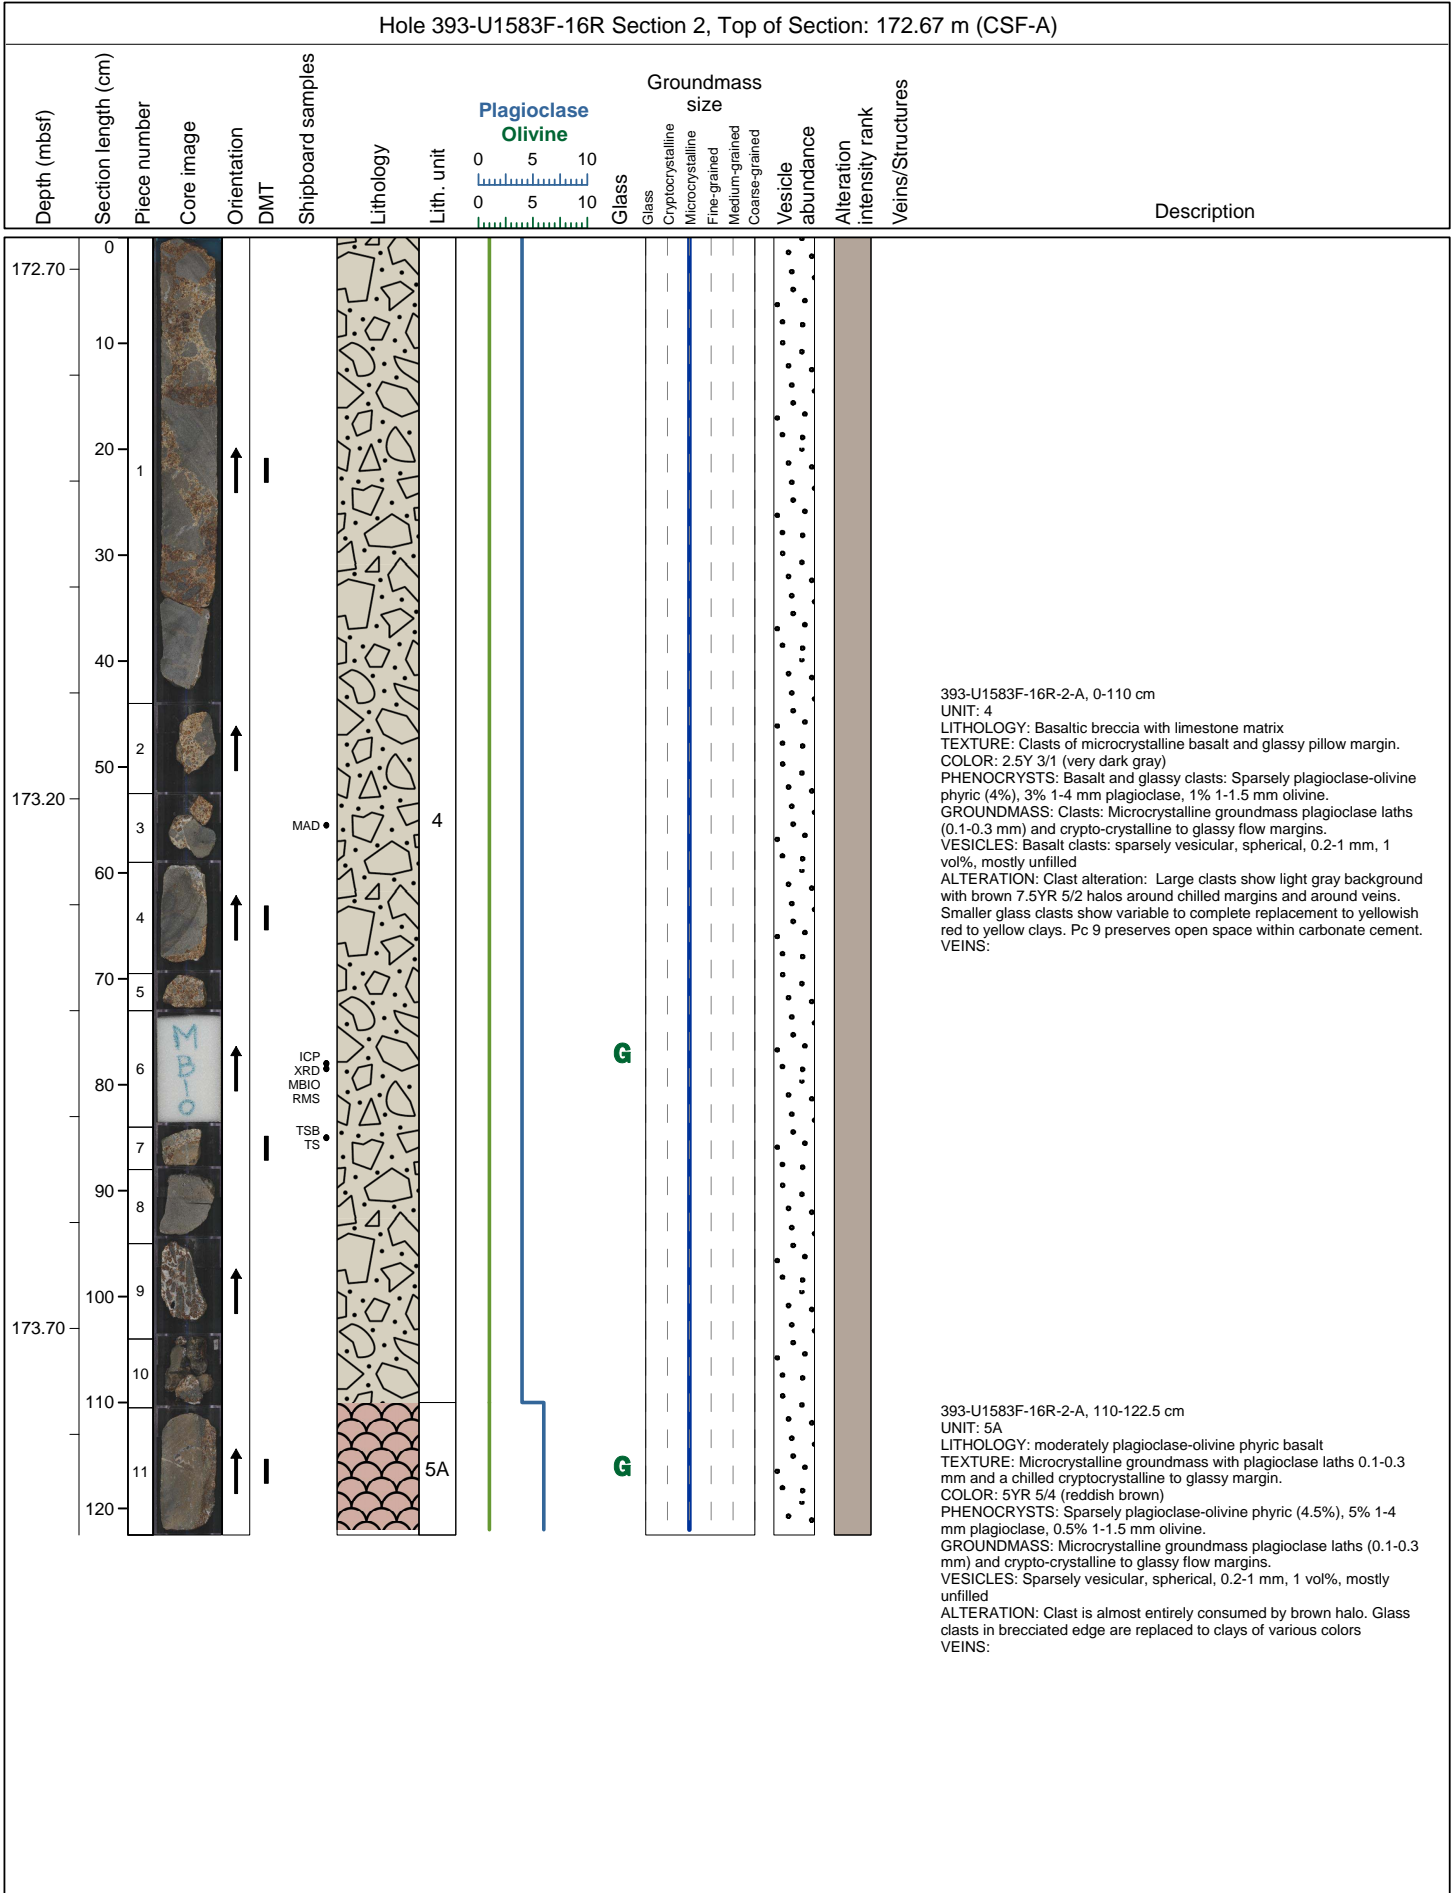 Hole 393-U1583F-16R Section 2, Top of Section: 172.67 m (CSF-A)
Depth (mbsf)
Section length (cm)
Piece number
Core image
Orientation
DMT
Shipboard samples
Lithology
Lith. unit
Plagioclase
Olivine
0 5 10
0 5 10
Glass
Groundmass
size
Glass
Cryptocrystalline
Microcrystalline
Fine-grained
Medium-grained
Coarse-grained
Vesicle
abundance
Alteration
intensity rank
Veins/Structures
Description
172.70
173.20
173.70
0
10
20
30
40
50
60
70
80
90
100
110
120
1
2
3
4
5
6
7
8
9
10
11
M
B
I
O
MAD
ICP
XRD
MBIO
RMS
TSB
TS
4
5A
G
G
393-U1583F-16R-2-A, 0-110 cm
UNIT: 4
LITHOLOGY: Basaltic breccia with limestone matrix
TEXTURE: Clasts of microcrystalline basalt and glassy pillow margin.
COLOR: 2.5Y 3/1 (very dark gray)
PHENOCRYSTS: Basalt and glassy clasts: Sparsely plagioclase-olivine
phyric (4%), 3% 1-4 mm plagioclase, 1% 1-1.5 mm olivine.
GROUNDMASS: Clasts: Microcrystalline groundmass plagioclase laths
(0.1-0.3 mm) and crypto-crystalline to glassy flow margins.
VESICLES: Basalt clasts: sparsely vesicular, spherical, 0.2-1 mm, 1
vol%, mostly unfilled
ALTERATION: Clast alteration: Large clasts show light gray background
with brown 7.5YR 5/2 halos around chilled margins and around veins.
Smaller glass clasts show variable to complete replacement to yellowish
red to yellow clays. Pc 9 preserves open space within carbonate cement.
VEINS:
393-U1583F-16R-2-A, 110-122.5 cm
UNIT: 5A
LITHOLOGY: moderately plagioclase-olivine phyric basalt
TEXTURE: Microcrystalline groundmass with plagioclase laths 0.1-0.3
mm and a chilled cryptocrystalline to glassy margin.
COLOR: 5YR 5/4 (reddish brown)
PHENOCRYSTS: Sparsely plagioclase-olivine phyric (4.5%), 5% 1-4
mm plagioclase, 0.5% 1-1.5 mm olivine.
GROUNDMASS: Microcrystalline groundmass plagioclase laths (0.1-0.3
mm) and crypto-crystalline to glassy flow margins.
VESICLES: Sparsely vesicular, spherical, 0.2-1 mm, 1 vol%, mostly
unfilled
ALTERATION: Clast is almost entirely consumed by brown halo. Glass
clasts in brecciated edge are replaced to clays of various colors
VEINS: